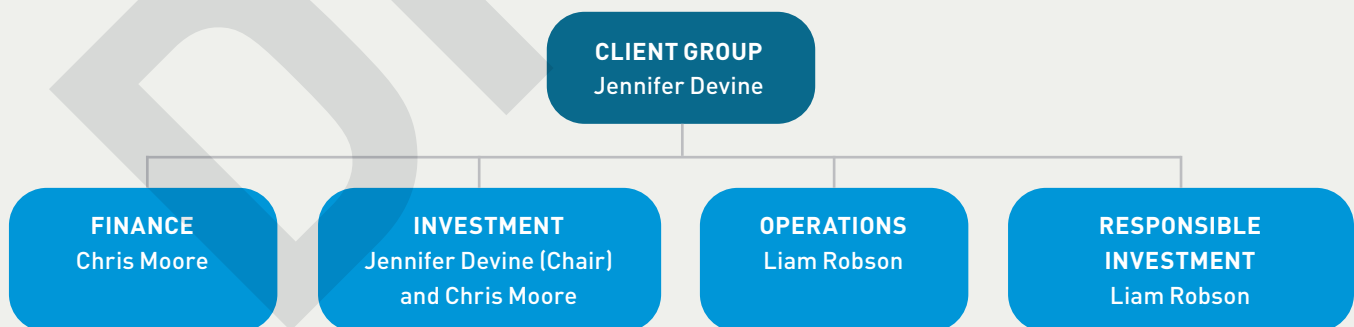 CLIENT GROUP
Jennifer Devine
FINANCE
Chris Moore
INVESTMENT
Jennifer Devine (Chair)
and Chris Moore
OPERATIONS
Liam Robson
RESPONSIBLE
INVESTMENT
Liam Robson